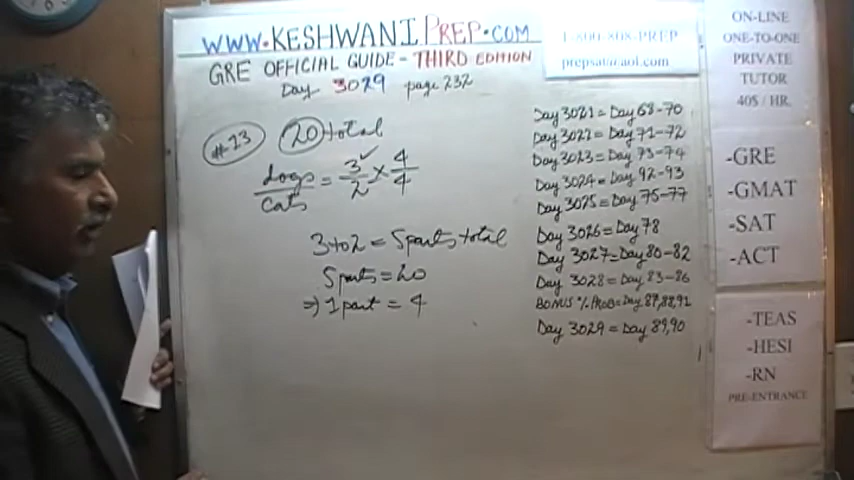 WWW.KESHWANIPREP.COM
GRE OFFICIAL GUIDE - THIRD EDITION
Day 3029 page 232
1-800-808-PREP
prepsat@aol.com
#-23
20 total
dogs/cats = 3/2 × 4/4
3 to 2 = 5 parts total
5 parts = 20
⇒ 1 part = 4
Day 3021 = Day 68-70
Day 3022 = Day 71-72
Day 3023 = Day 73-74
Day 3024 = Day 92-93
Day 3025 = Day 75-77
Day 3026 = Day 78
Day 3027 = Day 80-82
Day 3028 = Day 83-86
BONUS % PROB = Day 87,88,91
Day 3029 = Day 89,90
ON-LINE
ONE-TO-ONE
PRIVATE
TUTOR
40$ / HR.
-GRE
-GMAT
-SAT
-ACT
-TEAS
-HESI
-RN
PRE-ENTRANCE